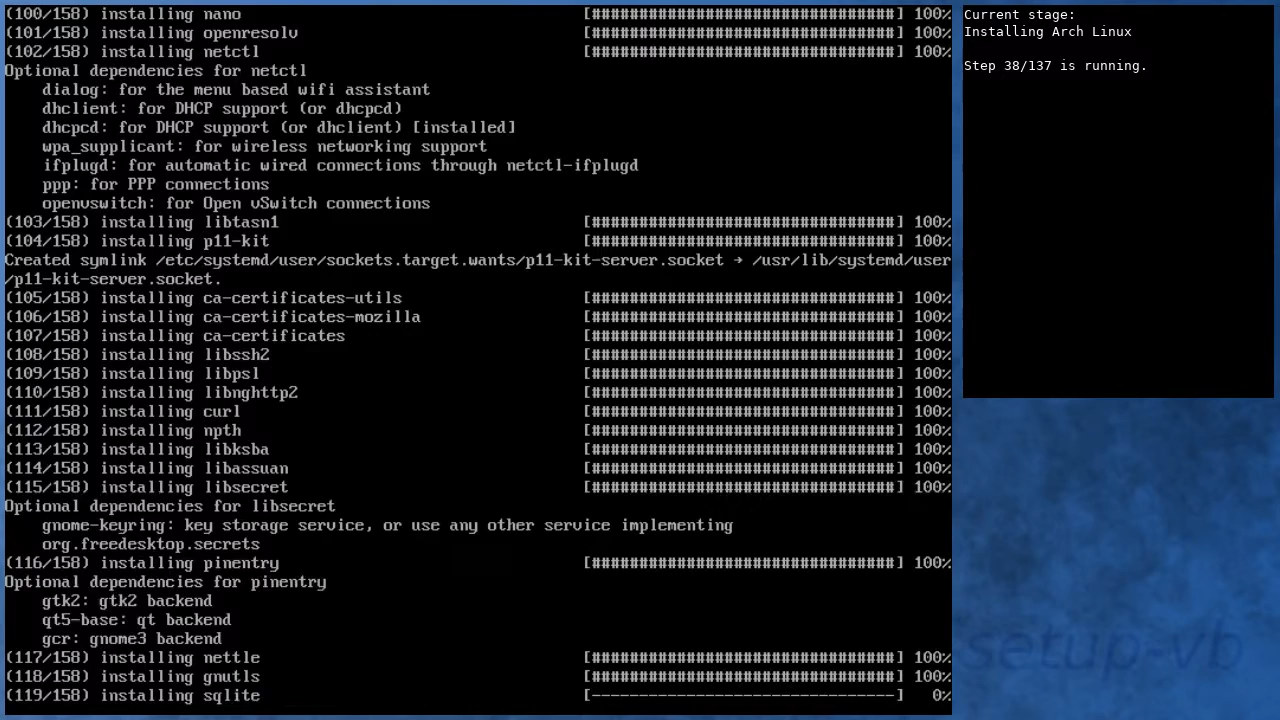 (100/158) installing nano [################################] 100%
(101/158) installing openresolv [################################] 100%
(102/158) installing netctl [################################] 100%
Optional dependencies for netctl
    dialog: for the menu based wifi assistant
    dhclient: for DHCP support (or dhcpcd)
    dhcpcd: for DHCP support (or dhclient) [installed]
    wpa_supplicant: for wireless networking support
    ifplugd: for automatic wired connections through netctl-ifplugd
    ppp: for PPP connections
    openvswitch: for Open vSwitch connections
(103/158) installing libtasn1 [################################] 100%
(104/158) installing p11-kit [################################] 100%
Created symlink /etc/systemd/user/sockets.target.wants/p11-kit-server.socket → /usr/lib/systemd/user
/p11-kit-server.socket.
(105/158) installing ca-certificates-utils [################################] 100%
(106/158) installing ca-certificates-mozilla [################################] 100%
(107/158) installing ca-certificates [################################] 100%
(108/158) installing libssh2 [################################] 100%
(109/158) installing libpsl [################################] 100%
(110/158) installing libnghttp2 [################################] 100%
(111/158) installing curl [################################] 100%
(112/158) installing npth [################################] 100%
(113/158) installing libksba [################################] 100%
(114/158) installing libassuan [################################] 100%
(115/158) installing libsecret [################################] 100%
Optional dependencies for libsecret
    gnome-keyring: key storage service, or use any other service implementing
    org.freedesktop.secrets
(116/158) installing pinentry [################################] 100%
Optional dependencies for pinentry
    gtk2: gtk2 backend
    qt5-base: qt backend
    gcr: gnome3 backend
(117/158) installing nettle [################################] 100%
(118/158) installing gnutls [################################] 100%
(119/158) installing sqlite [--------------------------------] 0%
Current stage:
Installing Arch Linux
Step 38/137 is running.
setup-vb